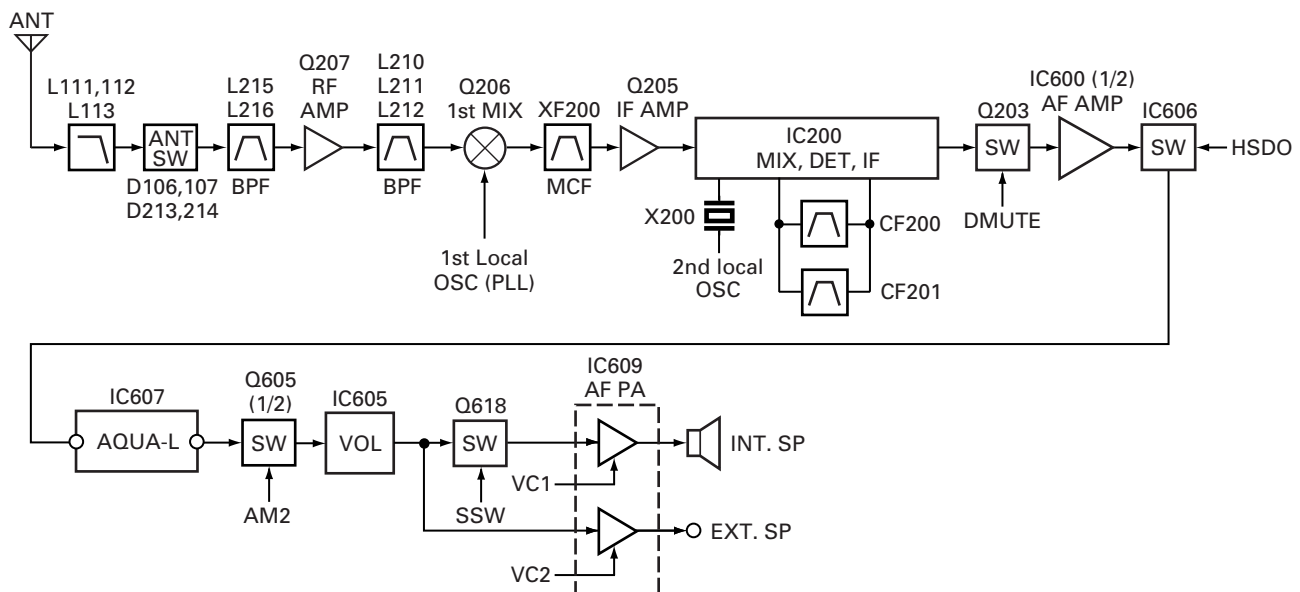 ANT
L111,112
L113
ANT
SW
D106,107
D213,214
L215
L216
BPF
Q207
RF
AMP
L210
L211
L212
BPF
Q206
1st MIX
1st Local
OSC (PLL)
XF200
MCF
Q205
IF AMP
IC200
MIX, DET, IF
X200
2nd local
OSC
CF200
CF201
Q203
SW
DMUTE
IC600 (1/2)
AF AMP
IC606
SW
HSDO
IC607
AQUA-L
Q605
(1/2)
SW
AM2
IC605
VOL
Q618
SW
SSW
IC609
AF PA
VC1
INT. SP
VC2
EXT. SP